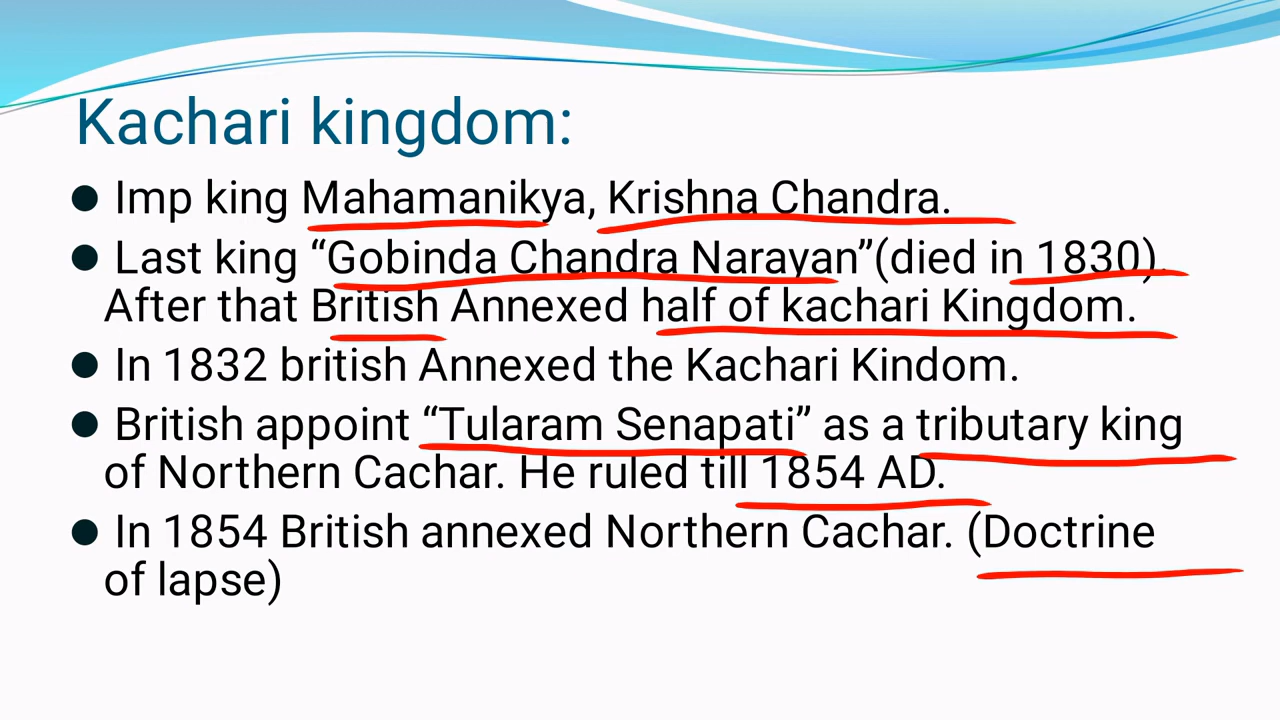 Kachari kingdom:
Imp king Mahamanikya, Krishna Chandra.
Last king “Gobinda Chandra Narayan”(died in 1830).
After that British Annexed half of kachari Kingdom.
In 1832 british Annexed the Kachari Kindom.
British appoint “Tularam Senapati” as a tributary king
of Northern Cachar. He ruled till 1854 AD.
In 1854 British annexed Northern Cachar. (Doctrine
of lapse)